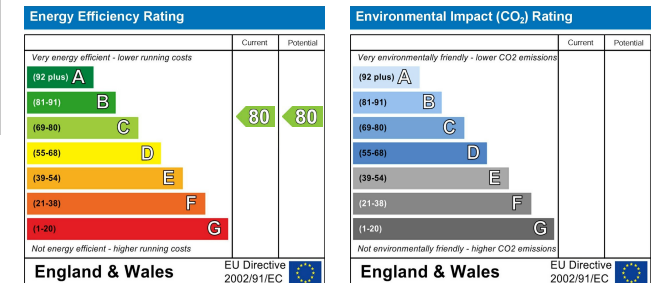 Energy Efficiency Rating
Current Potential
Very energy efficient - lower running costs
(92 plus) A
(81-91) B
(69-80) C
(55-68) D
(39-54) E
(21-38) F
(1-20) G
80 80
Not energy efficient - higher running costs
England & Wales
EU Directive
2002/91/EC
Environmental Impact (CO₂) Rating
Current Potential
Very environmentally friendly - lower CO2 emissions
(92 plus) A
(81-91) B
(69-80) C
(55-68) D
(39-54) E
(21-38) F
(1-20) G
Not environmentally friendly - higher CO2 emissions
England & Wales
EU Directive
2002/91/EC